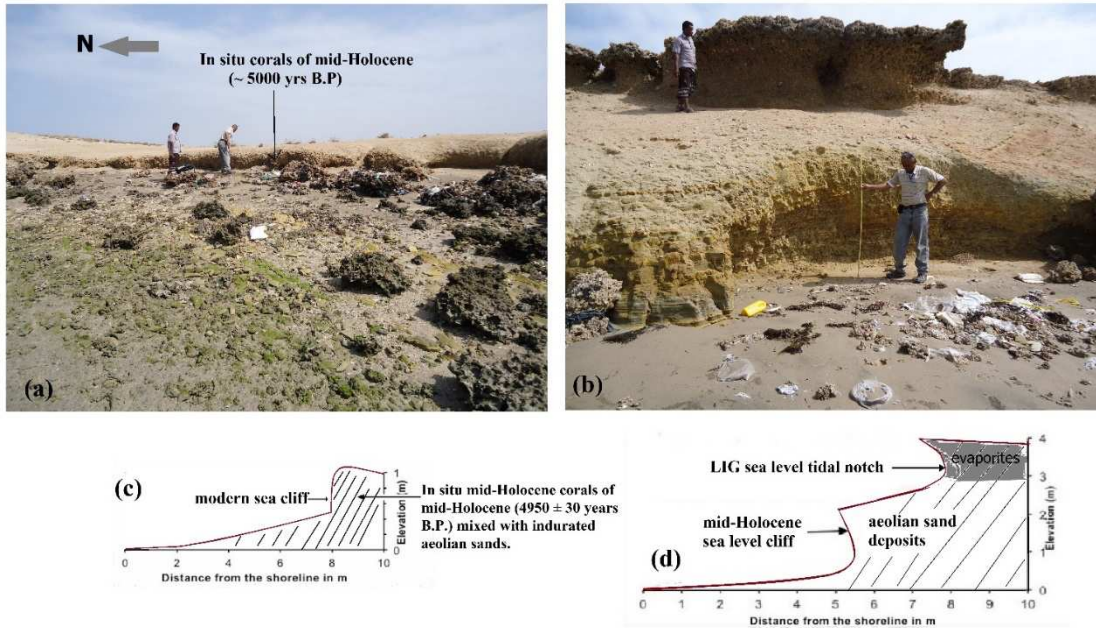 N
In situ corals of mid-Holocene
(~ 5000 yrs B.P)
(a)
(b)
(c)
modern sea cliff
In situ mid-Holocene corals of
mid-Holocene (4950 ± 30 years
B.P.) mixed with indurated
aeolian sands.
1
0
Elevation (m)
0 2 4 6 8 10
Distance from the shoreline in m
LIG sea level tidal notch
evaporites
mid-Holocene
sea level cliff
aeolian sand
deposits
(d)
4
3
2
1
0
Elevation (m)
0 1 2 3 4 5 6 7 8 9 10
Distance from the shoreline in m